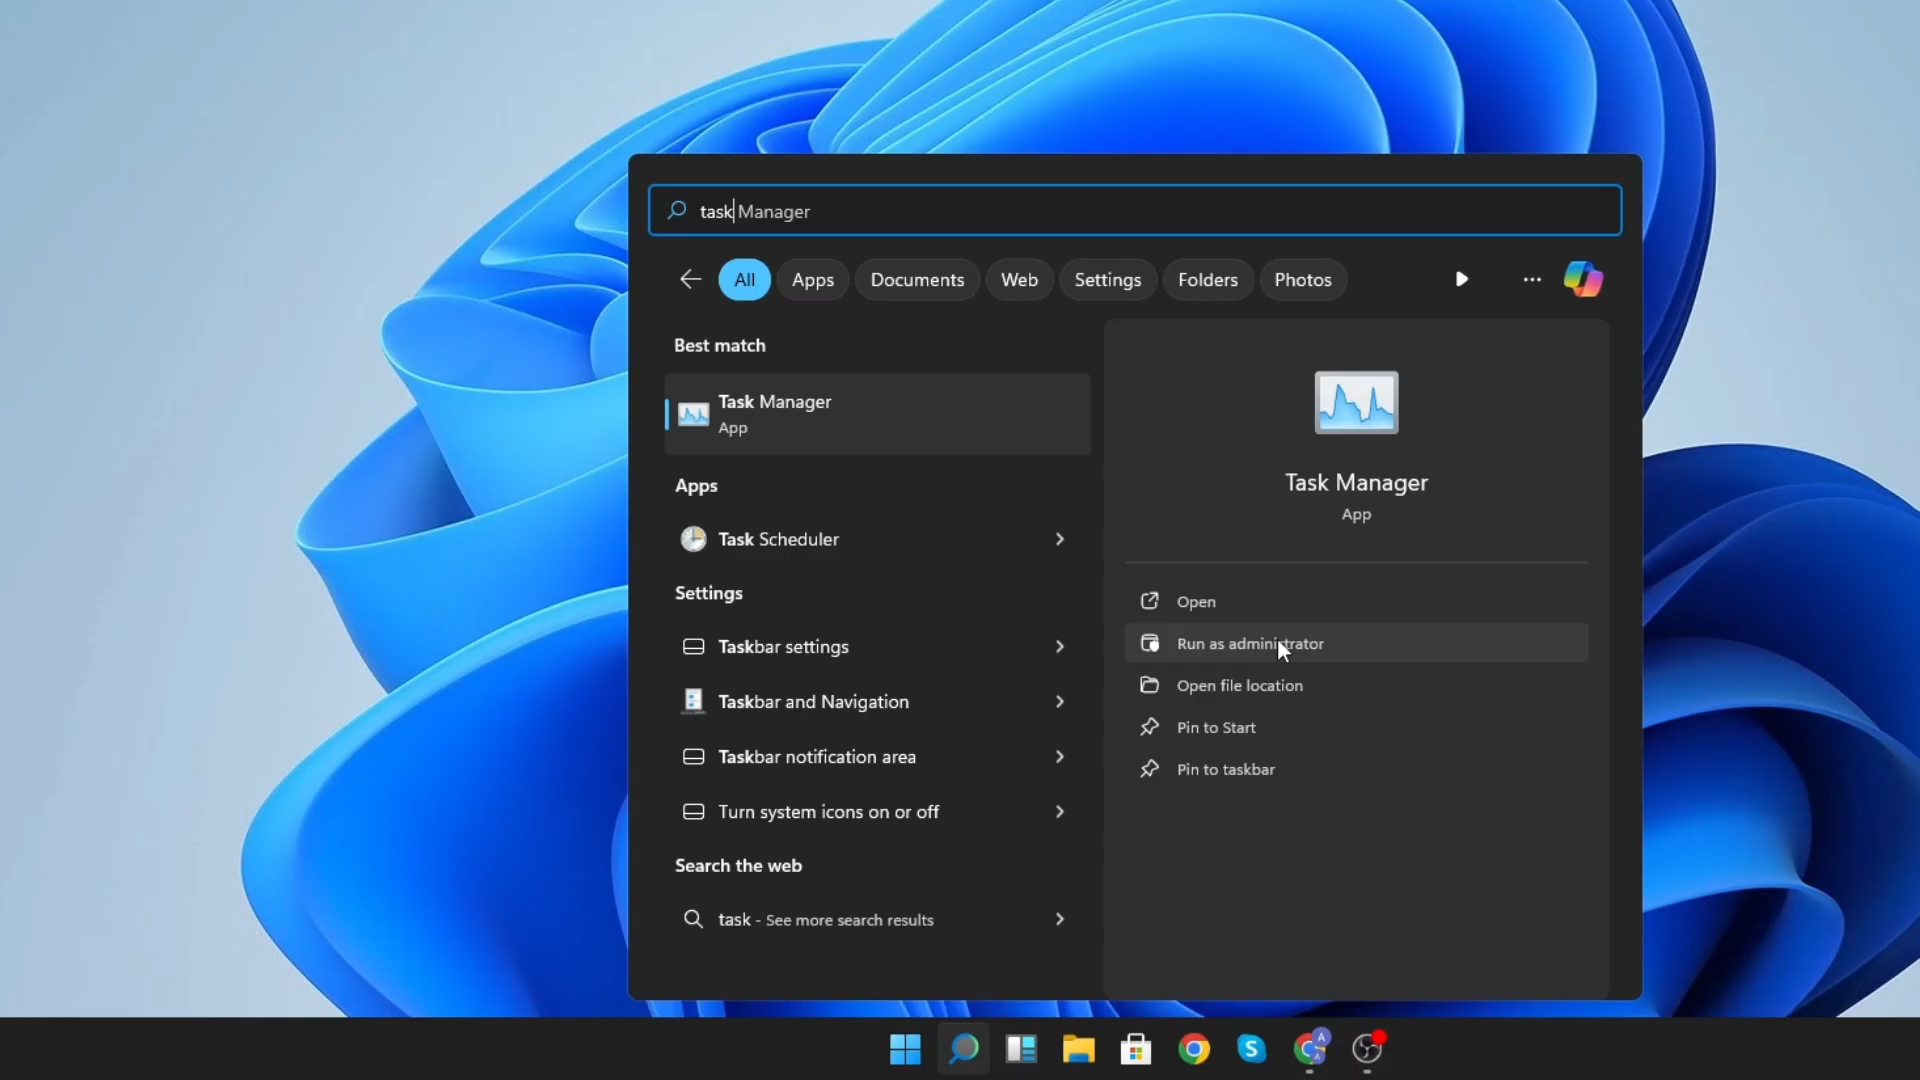 task Manager
All Apps Documents Web Settings Folders Photos
Best match
Task Manager
App
Apps
Task Scheduler
Settings
Taskbar settings
Taskbar and Navigation
Taskbar notification area
Turn system icons on or off
Search the web
task - See more search results
Task Manager
App
Open
Run as administrator
Open file location
Pin to Start
Pin to taskbar
S
A
A